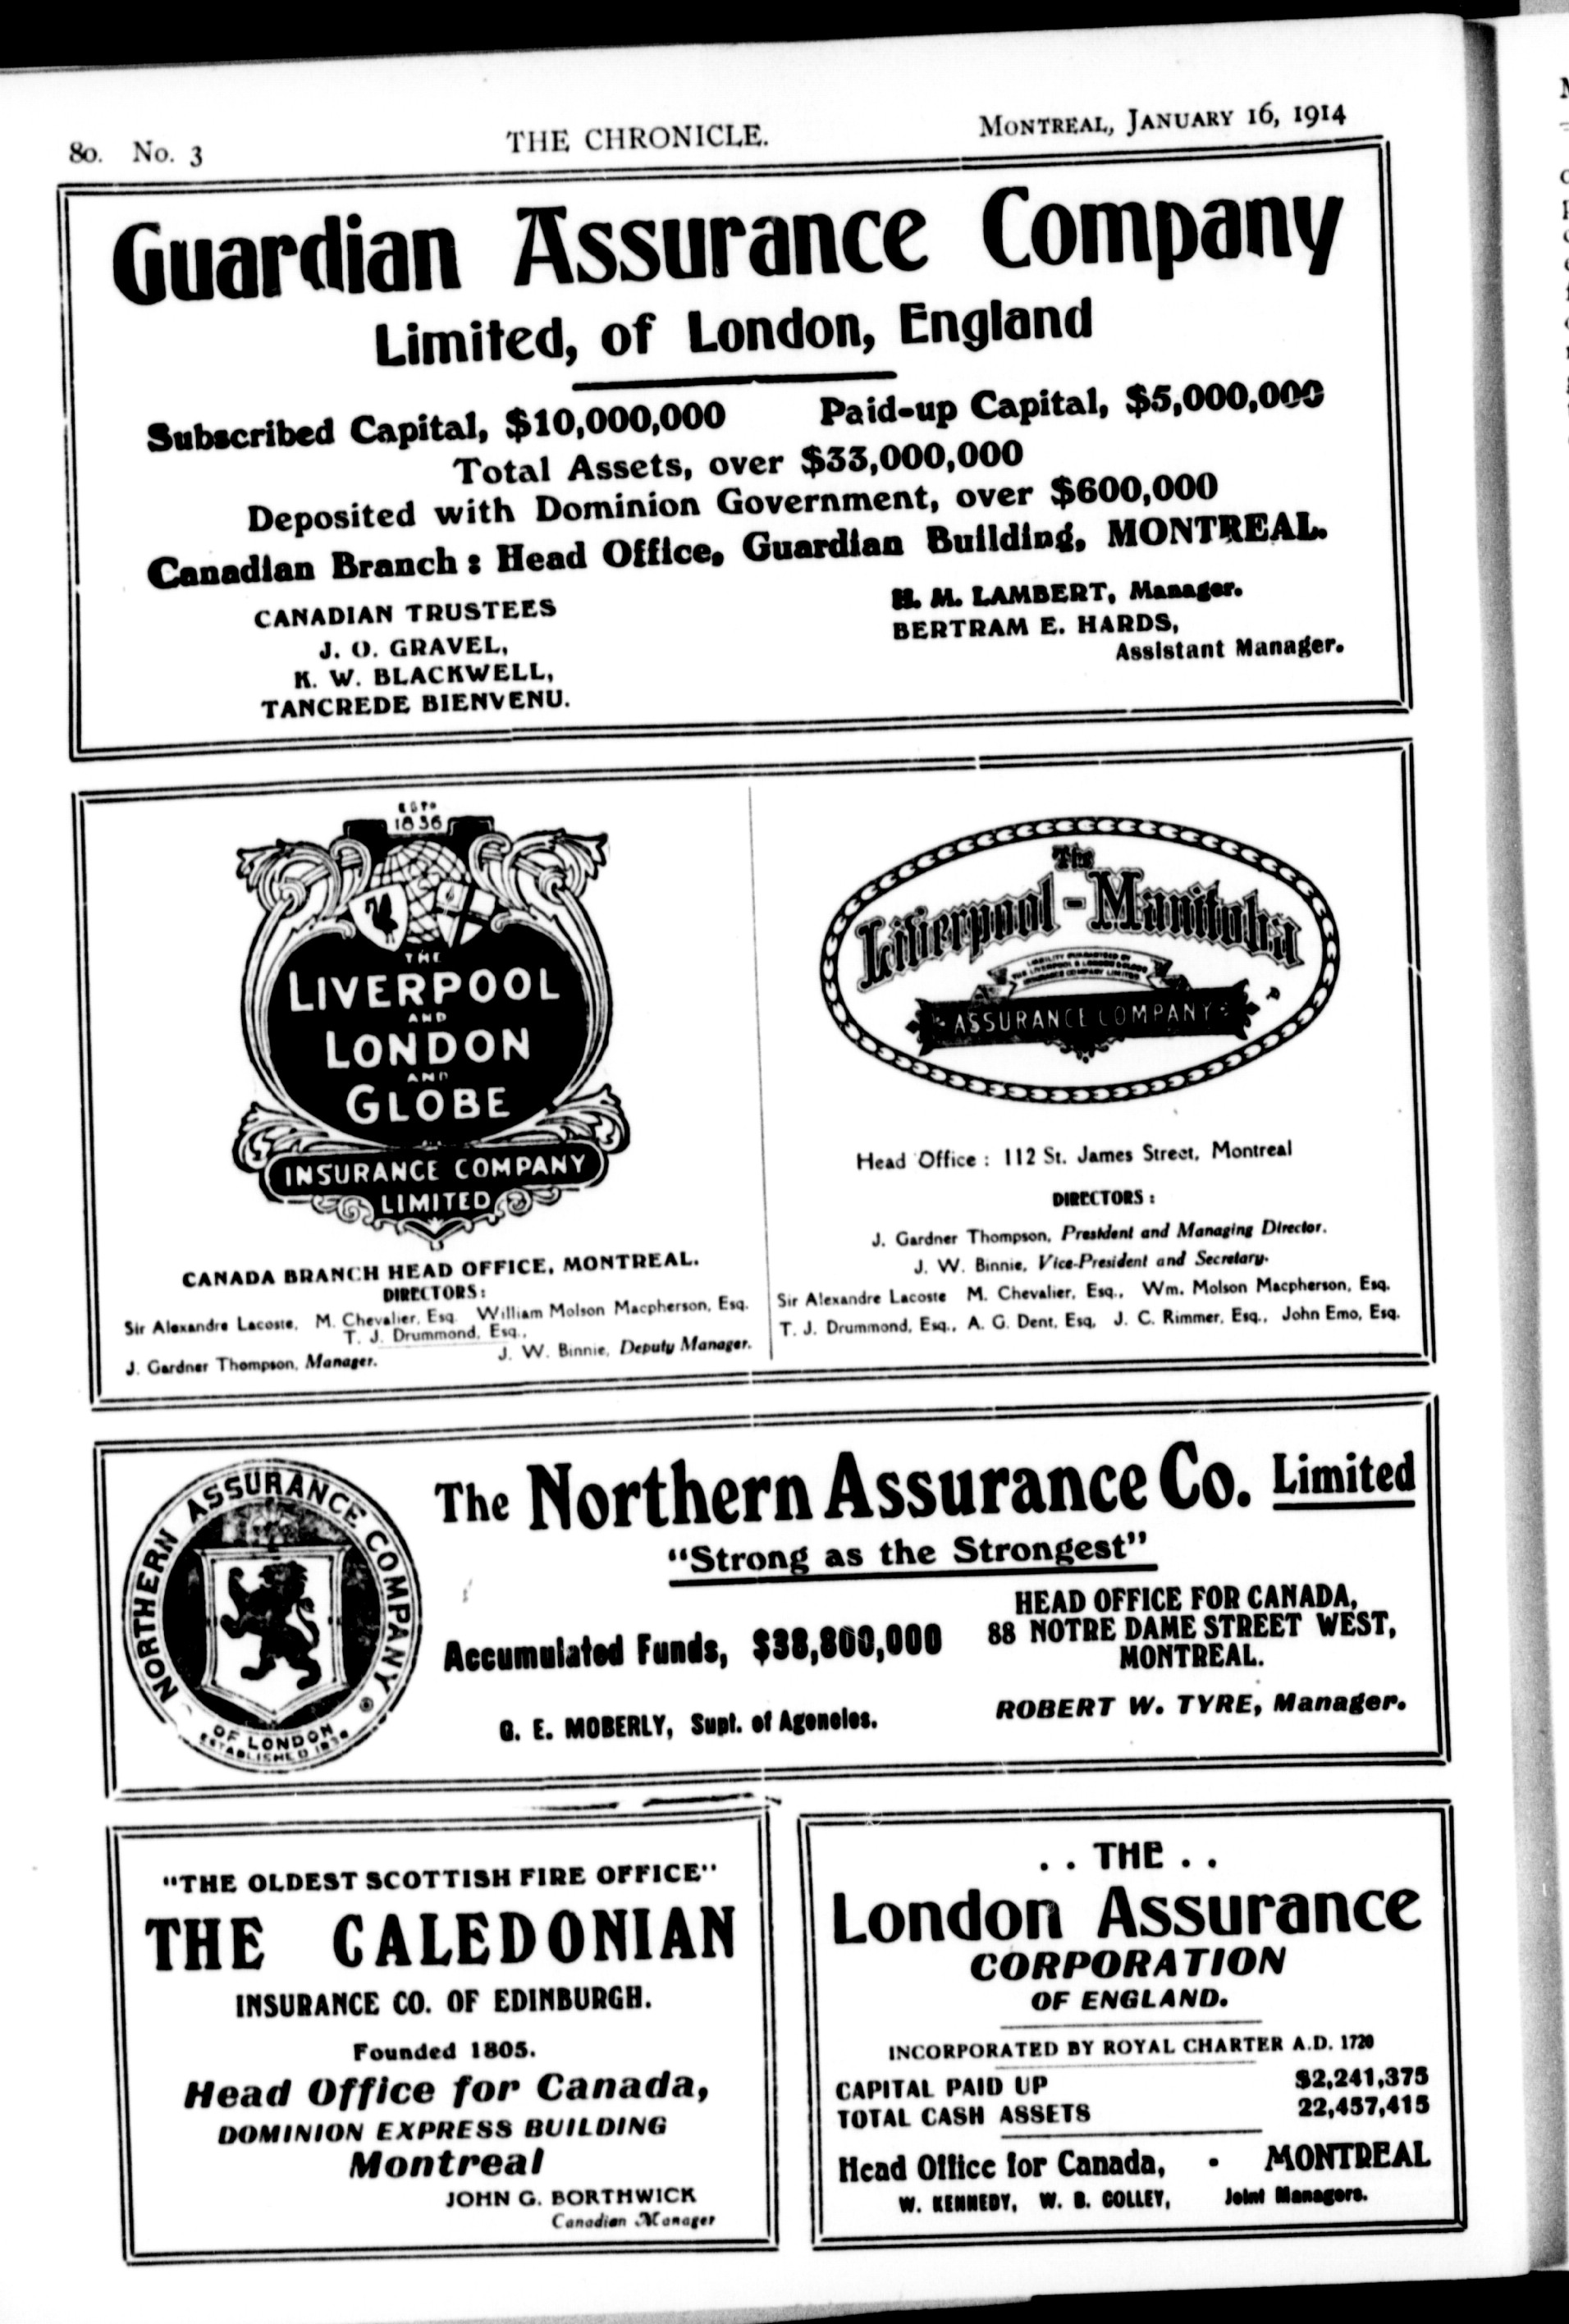 80. No. 3 THE CHRONICLE. MONTREAL, JANUARY 16, 1914
Guardian Assurance Company
Limited, of London, England
Subscribed Capital, $10,000,000 Paid-up Capital, $5,000,000
Total Assets, over $33,000,000
Deposited with Dominion Government, over $600,000
Canadian Branch : Head Office, Guardian Building, MONTREAL.
CANADIAN TRUSTEES
J. O. GRAVEL,
K. W. BLACKWELL,
TANCREDE BIENVENU.
H. M. LAMBERT, Manager.
BERTRAM E. HARDS,
Assistant Manager.
ESTD
1836
THE
LIVERPOOL
AND
LONDON
AND
GLOBE
INSURANCE COMPANY
LIMITED
CANADA BRANCH HEAD OFFICE, MONTREAL.
DIRECTORS:
Sir Alexandre Lacoste, M. Chevalier, Esq. William Molson Macpherson, Esq.
T. J. Drummond, Esq.,
J. Gardner Thompson, Manager. J. W. Binnie, Deputy Manager.
The
Liverpool-Manitoba
LIABILITY GUARANTEED BY
THE LIVERPOOL & LONDON & GLOBE
INSURANCE COMPANY LIMITED
ASSURANCE COMPANY
Head Office : 112 St. James Street, Montreal
DIRECTORS :
J. Gardner Thompson, President and Managing Director.
J. W. Binnie, Vice-President and Secretary.
Sir Alexandre Lacoste M. Chevalier, Esq., Wm. Molson Macpherson, Esq.
T. J. Drummond, Esq., A. G. Dent, Esq, J. C. Rimmer, Esq., John Emo, Esq.
NORTHERN ASSURANCE COMPANY
OF LONDON
ESTABLISHED 1836
The Northern Assurance Co. Limited
“Strong as the Strongest”
Accumulated Funds, $38,800,000
HEAD OFFICE FOR CANADA,
88 NOTRE DAME STREET WEST,
MONTREAL.
G. E. MOBERLY, Supt. of Agencies.
ROBERT W. TYRE, Manager.
"THE OLDEST SCOTTISH FIRE OFFICE"
THE CALEDONIAN
INSURANCE CO. OF EDINBURGH.
Founded 1805.
Head Office for Canada,
DOMINION EXPRESS BUILDING
Montreal
JOHN G. BORTHWICK
Canadian Manager
. . THE . .
London Assurance
CORPORATION
OF ENGLAND.
INCORPORATED BY ROYAL CHARTER A.D. 1720
CAPITAL PAID UP $2,241,375
TOTAL CASH ASSETS 22,457,415
Head Office for Canada, - MONTREAL
W. KENNEDY, W. B. COLLEY, Joint Managers.